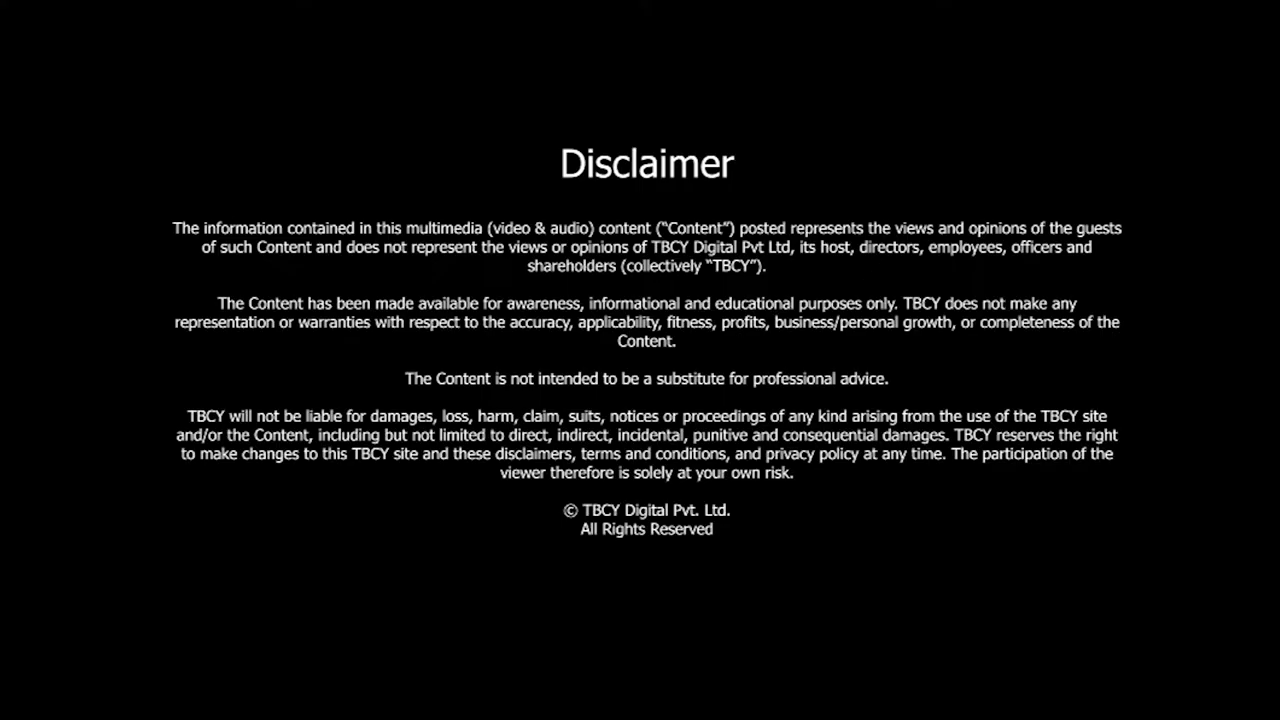 Disclaimer
The information contained in this multimedia (video & audio) content (“Content”) posted represents the views and opinions of the guests
of such Content and does not represent the views or opinions of TBCY Digital Pvt Ltd, its host, directors, employees, officers and
shareholders (collectively “TBCY”).
The Content has been made available for awareness, informational and educational purposes only. TBCY does not make any
representation or warranties with respect to the accuracy, applicability, fitness, profits, business/personal growth, or completeness of the
Content.
The Content is not intended to be a substitute for professional advice.
TBCY will not be liable for damages, loss, harm, claim, suits, notices or proceedings of any kind arising from the use of the TBCY site
and/or the Content, including but not limited to direct, indirect, incidental, punitive and consequential damages. TBCY reserves the right
to make changes to this TBCY site and these disclaimers, terms and conditions, and privacy policy at any time. The participation of the
viewer therefore is solely at your own risk.
© TBCY Digital Pvt. Ltd.
All Rights Reserved